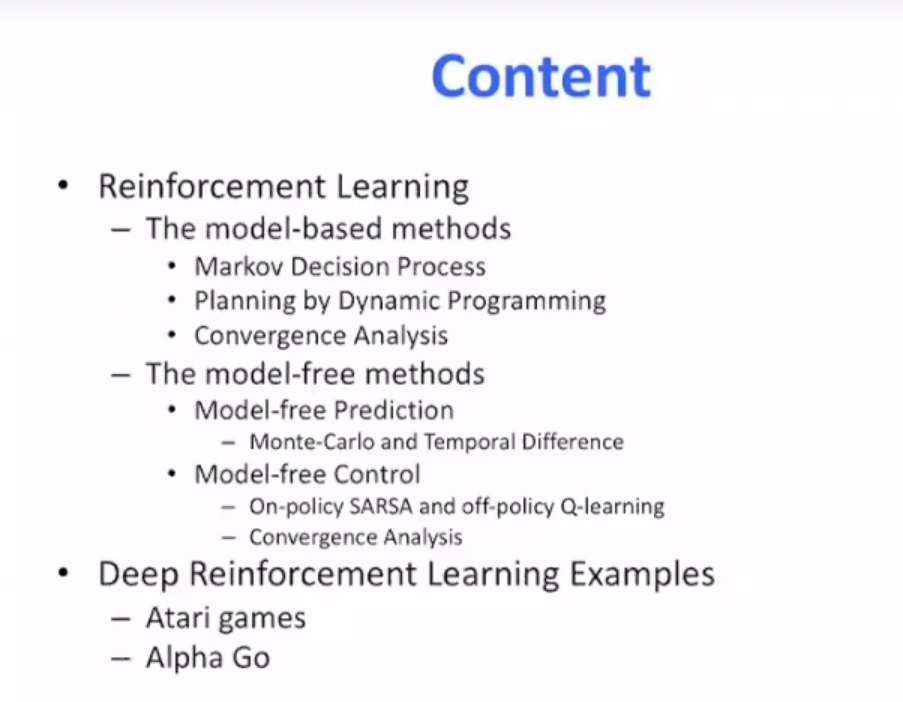 Content
• Reinforcement Learning
– The model-based methods
• Markov Decision Process
• Planning by Dynamic Programming
• Convergence Analysis
– The model-free methods
• Model-free Prediction
– Monte-Carlo and Temporal Difference
• Model-free Control
– On-policy SARSA and off-policy Q-learning
– Convergence Analysis
• Deep Reinforcement Learning Examples
– Atari games
– Alpha Go